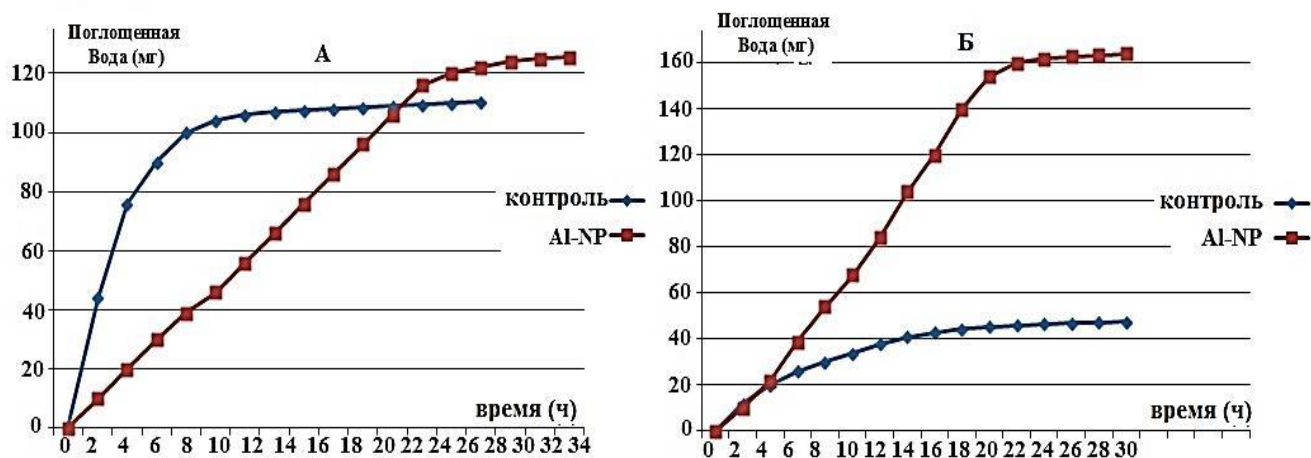 Поглощенная
Вода (мг)
А
120
100
80
60
40
20
0
контроль
Al-NP
время (ч)
0 2 4 6 8 10 12 14 16 18 20 22 24 26 28 30 32 34
Поглощенная
Вода (мг)
Б
160
140
120
100
80
60
40
20
0
контроль
Al-NP
время (ч)
0 2 4 6 8 10 12 14 16 18 20 22 24 26 28 30